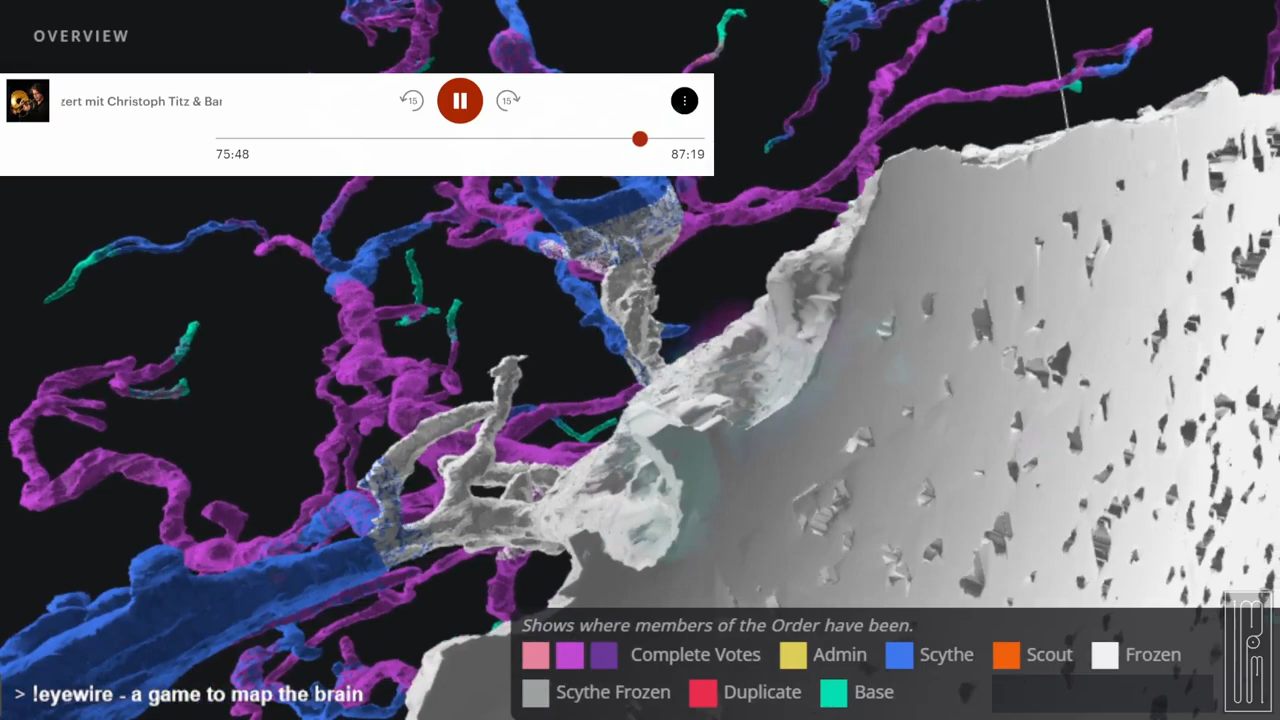 OVERVIEW
zert mit Christoph Titz & Bar
15
15
75:48
87:19
Shows where members of the Order have been.
Complete Votes
Admin
Scythe
Scout
Frozen
Scythe Frozen
Duplicate
Base
> !eyewire - a game to map the brain